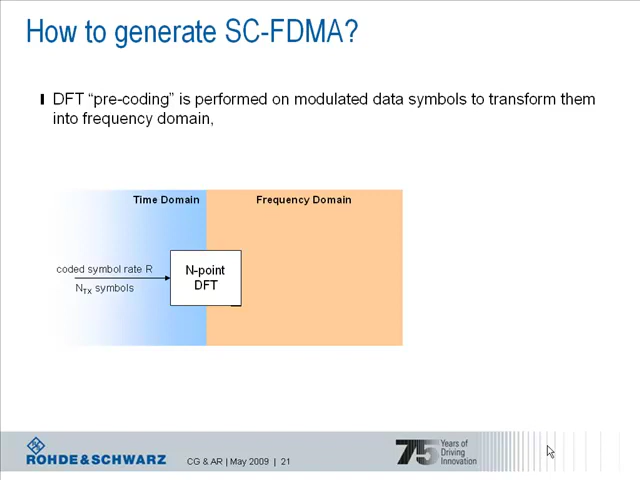 How to generate SC-FDMA?
DFT “pre-coding” is performed on modulated data symbols to transform them
into frequency domain,
Time Domain
Frequency Domain
coded symbol rate R
NTX symbols
N-point
DFT
ROHDE & SCHWARZ
CG & AR | May 2009 | 21
75 Years of
Driving
Innovation